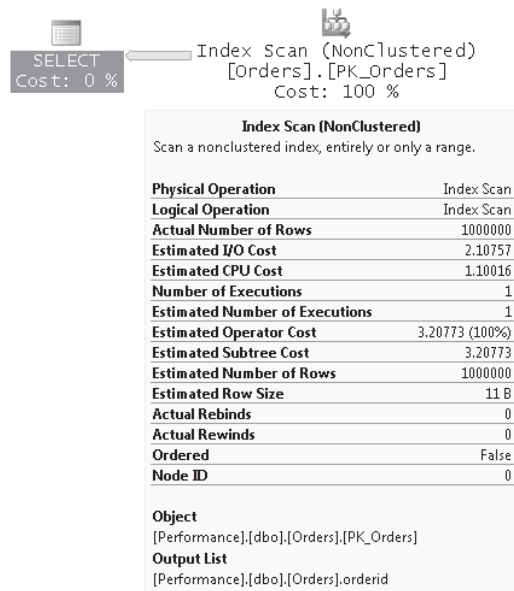 SELECT
Cost: 0 %
Index Scan (NonClustered)
[Orders].[PK_Orders]
Cost: 100 %
Index Scan (NonClustered)
Scan a nonclustered index, entirely or only a range.
Physical Operation Index Scan
Logical Operation Index Scan
Actual Number of Rows 1000000
Estimated I/O Cost 2.10757
Estimated CPU Cost 1.10016
Number of Executions 1
Estimated Number of Executions 1
Estimated Operator Cost 3.20773 (100%)
Estimated Subtree Cost 3.20773
Estimated Number of Rows 1000000
Estimated Row Size 11 B
Actual Rebinds 0
Actual Rewinds 0
Ordered False
Node ID 0
Object
[Performance].[dbo].[Orders].[PK_Orders]
Output List
[Performance].[dbo].[Orders].orderid